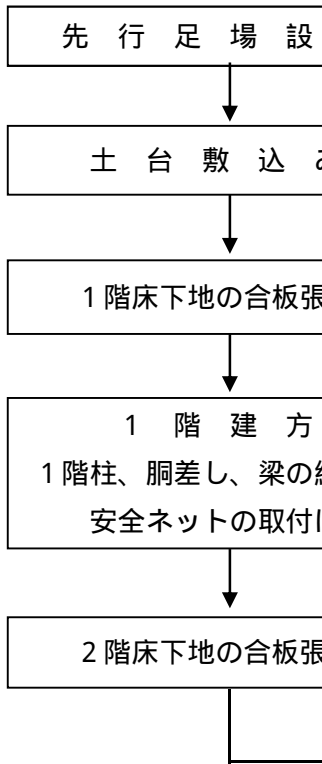 先 行 足 場 設
土 台 敷 込
1階床下地の合板張
1 階 建 方
1階柱、胴差し、梁の
安全ネットの取付
2階床下地の合板張